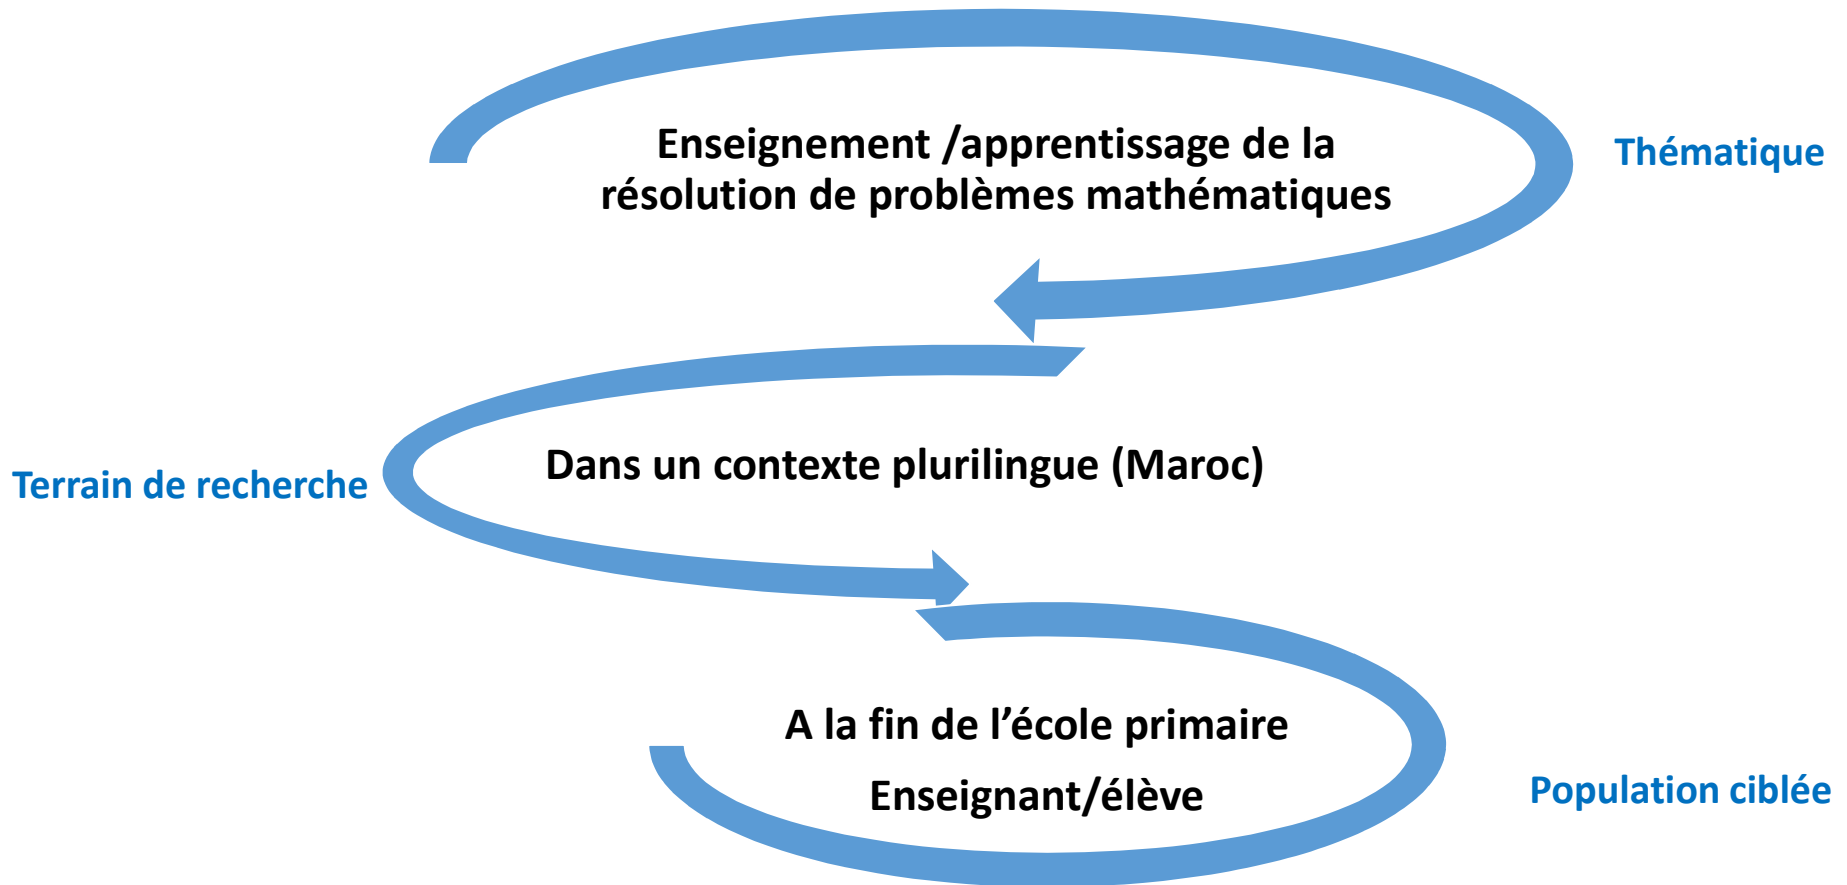 Enseignement /apprentissage de la
résolution de problèmes mathématiques
Thématique
Dans un contexte plurilingue (Maroc)
Terrain de recherche
A la fin de l’école primaire
Enseignant/élève
Population ciblée